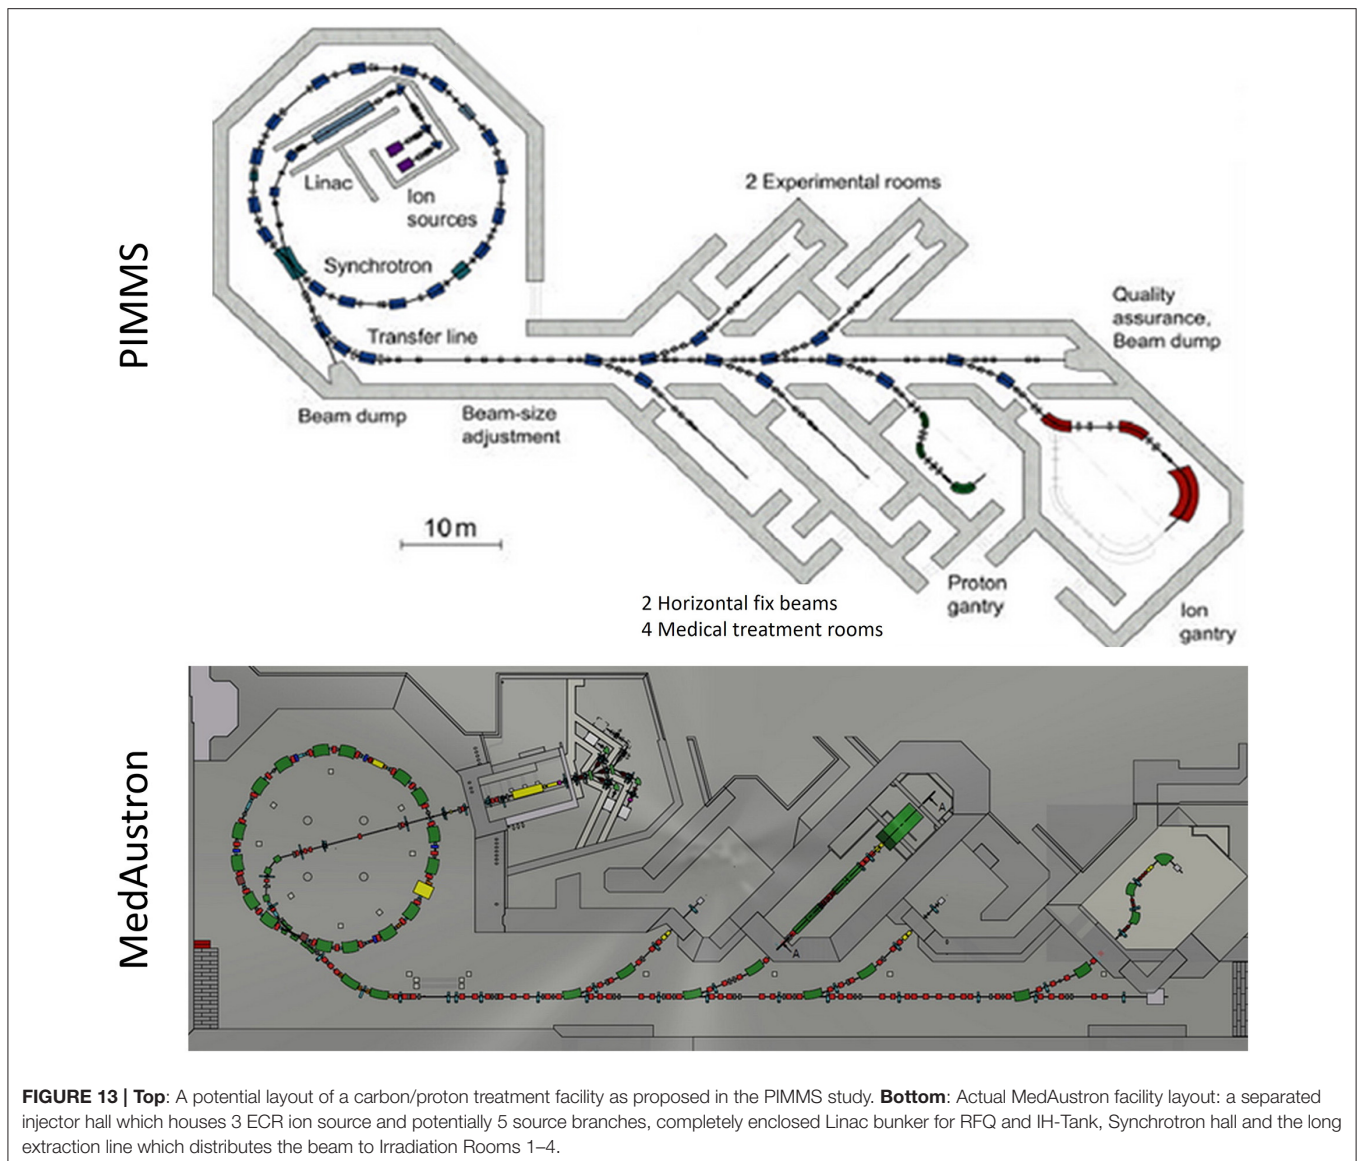 PIMMS
Linac
Ion
sources
Synchrotron
Transfer line
Beam dump
Beam-size
adjustment
10 m
2 Experimental rooms
Quality
assurance,
Beam dump
Proton
gantry
Ion
gantry
2 Horizontal fix beams
4 Medical treatment rooms
MedAustron
A
A
FIGURE 13 | Top: A potential layout of a carbon/proton treatment facility as proposed in the PIMMS study. Bottom: Actual MedAustron facility layout: a separated
injector hall which houses 3 ECR ion source and potentially 5 source branches, completely enclosed Linac bunker for RFQ and IH-Tank, Synchrotron hall and the long
extraction line which distributes the beam to Irradiation Rooms 1–4.